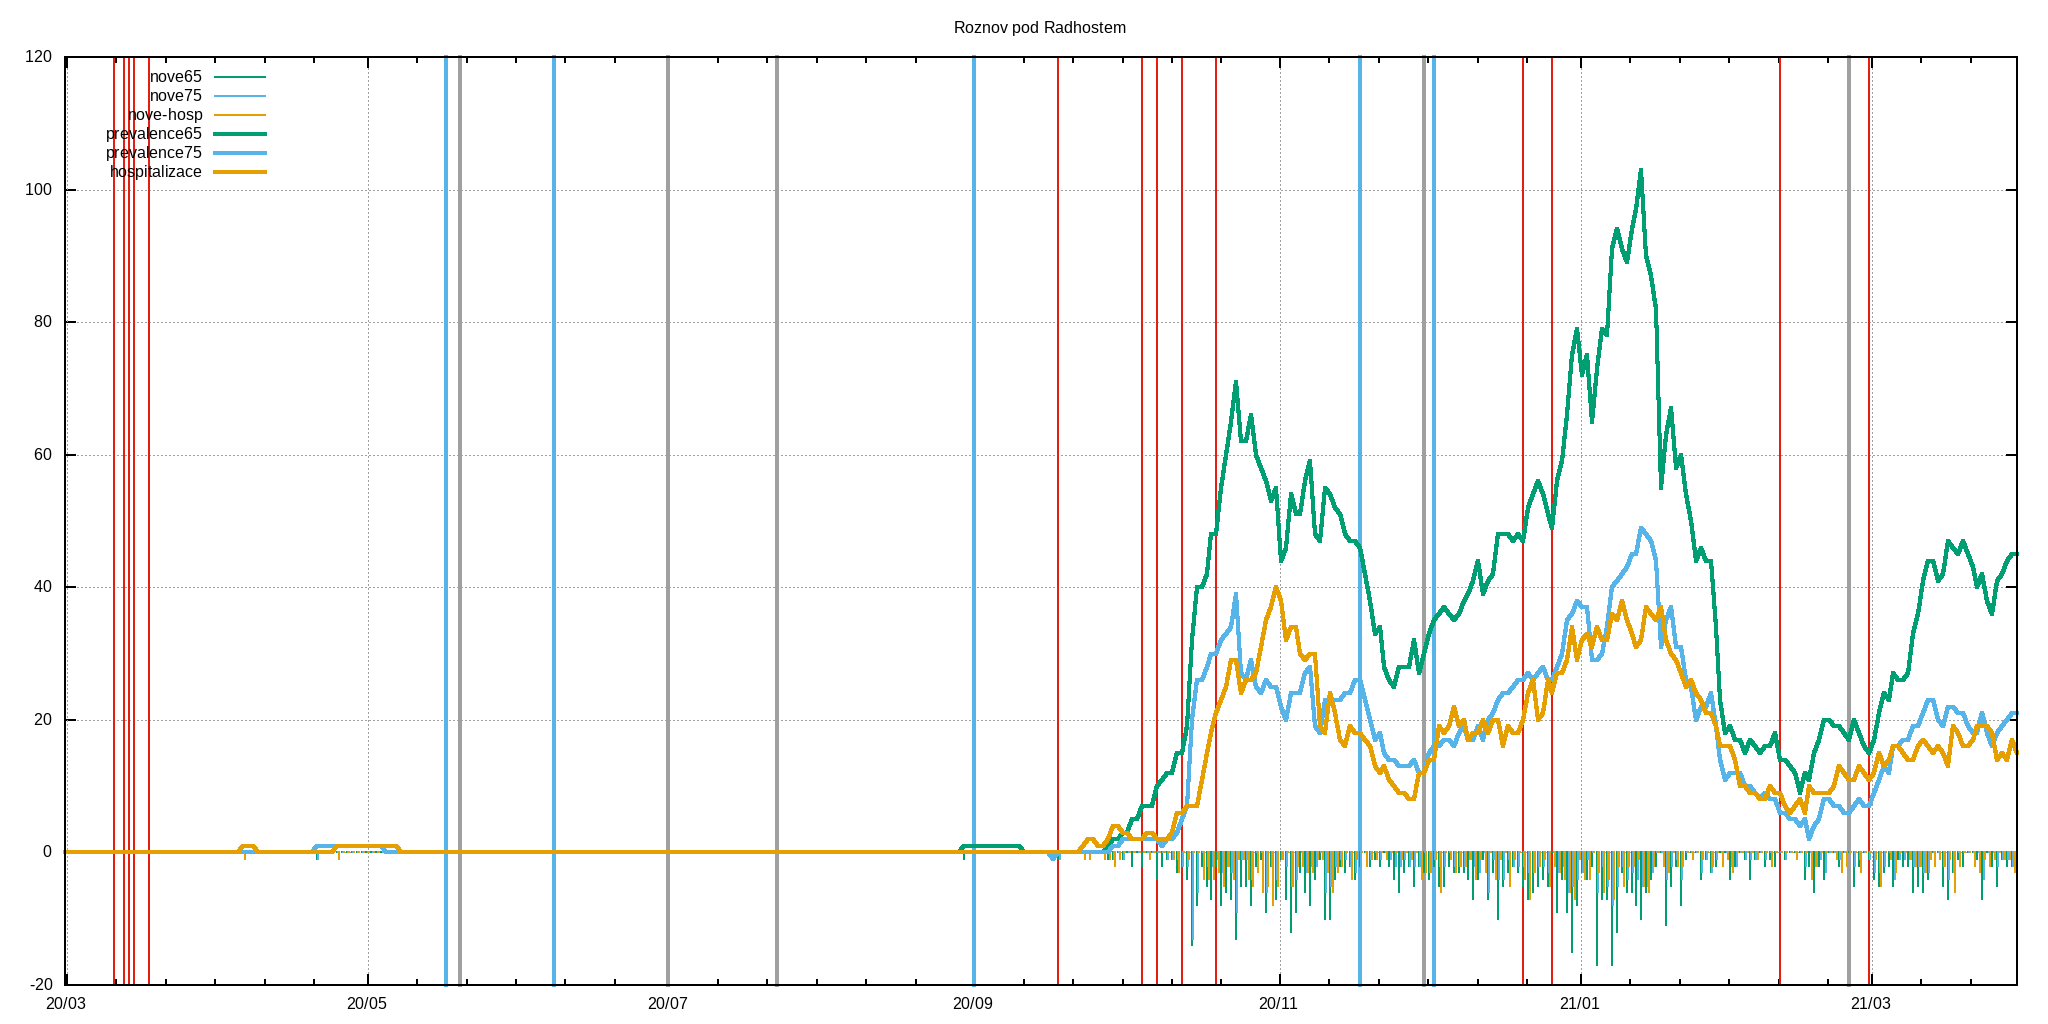 Roznov pod Radhostem
120
100
80
60
40
20
0
-20
nove65
nove75
nove-hosp
prevalence65
prevalence75
hospitalizace
20/03 20/05 20/07 20/09 20/11 21/01 21/03